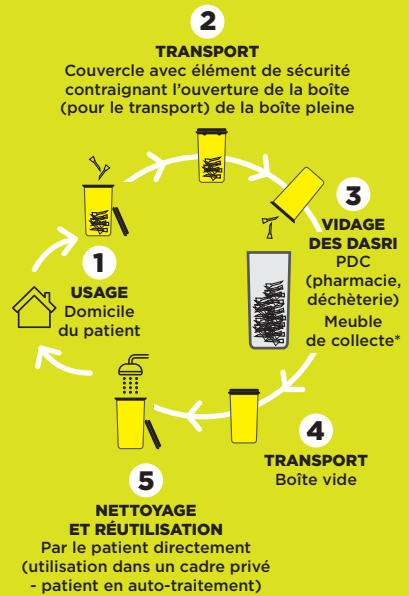 2
TRANSPORT
Couvercle avec élément de sécurité
contraignant l'ouverture de la boîte
(pour le transport) de la boîte pleine
3
VIDAGE
DES DASRI
PDC
(pharmacie,
déchèterie)
Meuble
de collecte*
1
USAGE
Domicile
du patient
4
TRANSPORT
Boîte vide
5
NETTOYAGE
ET RÉUTILISATION
Par le patient directement
(utilisation dans un cadre privé
- patient en auto-traitement)